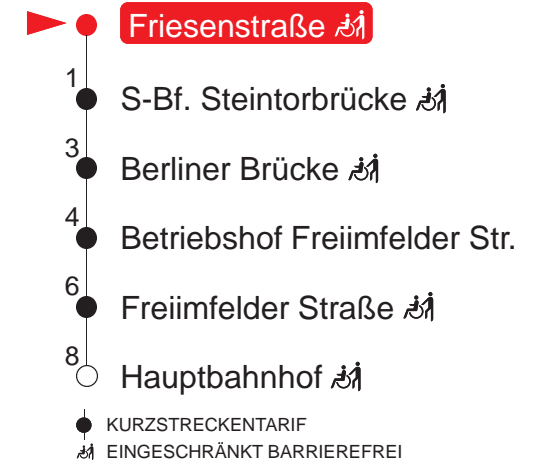 Friesenstraße
1
S-Bf. Steintorbrücke
3
Berliner Brücke
4
Betriebshof Freiimfelder Str.
6
Freiimfelder Straße
8
Hauptbahnhof
KURZSTRECKENTARIF
EINGESCHRÄNKT BARRIEREFREI